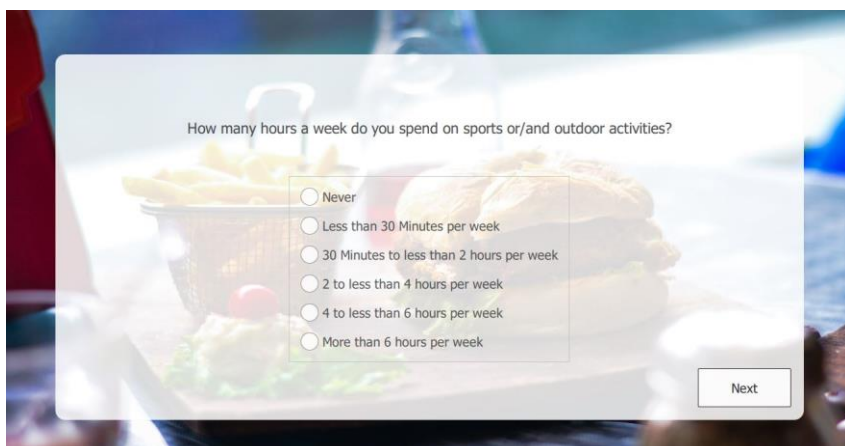 How many hours a week do you spend on sports or/and outdoor activities?
Never
Less than 30 Minutes per week
30 Minutes to less than 2 hours per week
2 to less than 4 hours per week
4 to less than 6 hours per week
More than 6 hours per week
Next